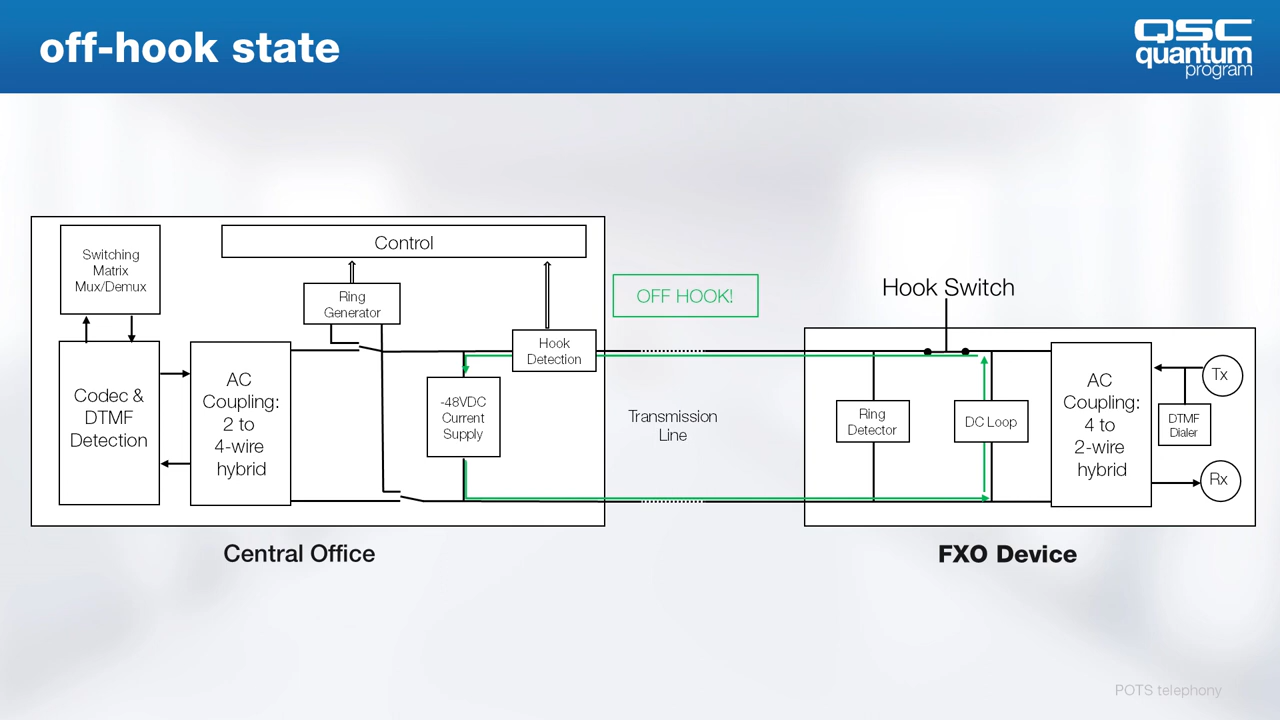 off-hook state
QSC
quantum
program
Switching
Matrix
Mux/Demux
Control
Ring
Generator
OFF HOOK!
Hook Switch
Hook
Detection
Codec &
DTMF
Detection
AC
Coupling:
2 to
4-wire
hybrid
-48VDC
Current
Supply
Transmission
Line
Ring
Detector
DC Loop
AC
Coupling:
4 to
2-wire
hybrid
Tx
DTMF
Dialer
Rx
Central Office
FXO Device
POTS telephony